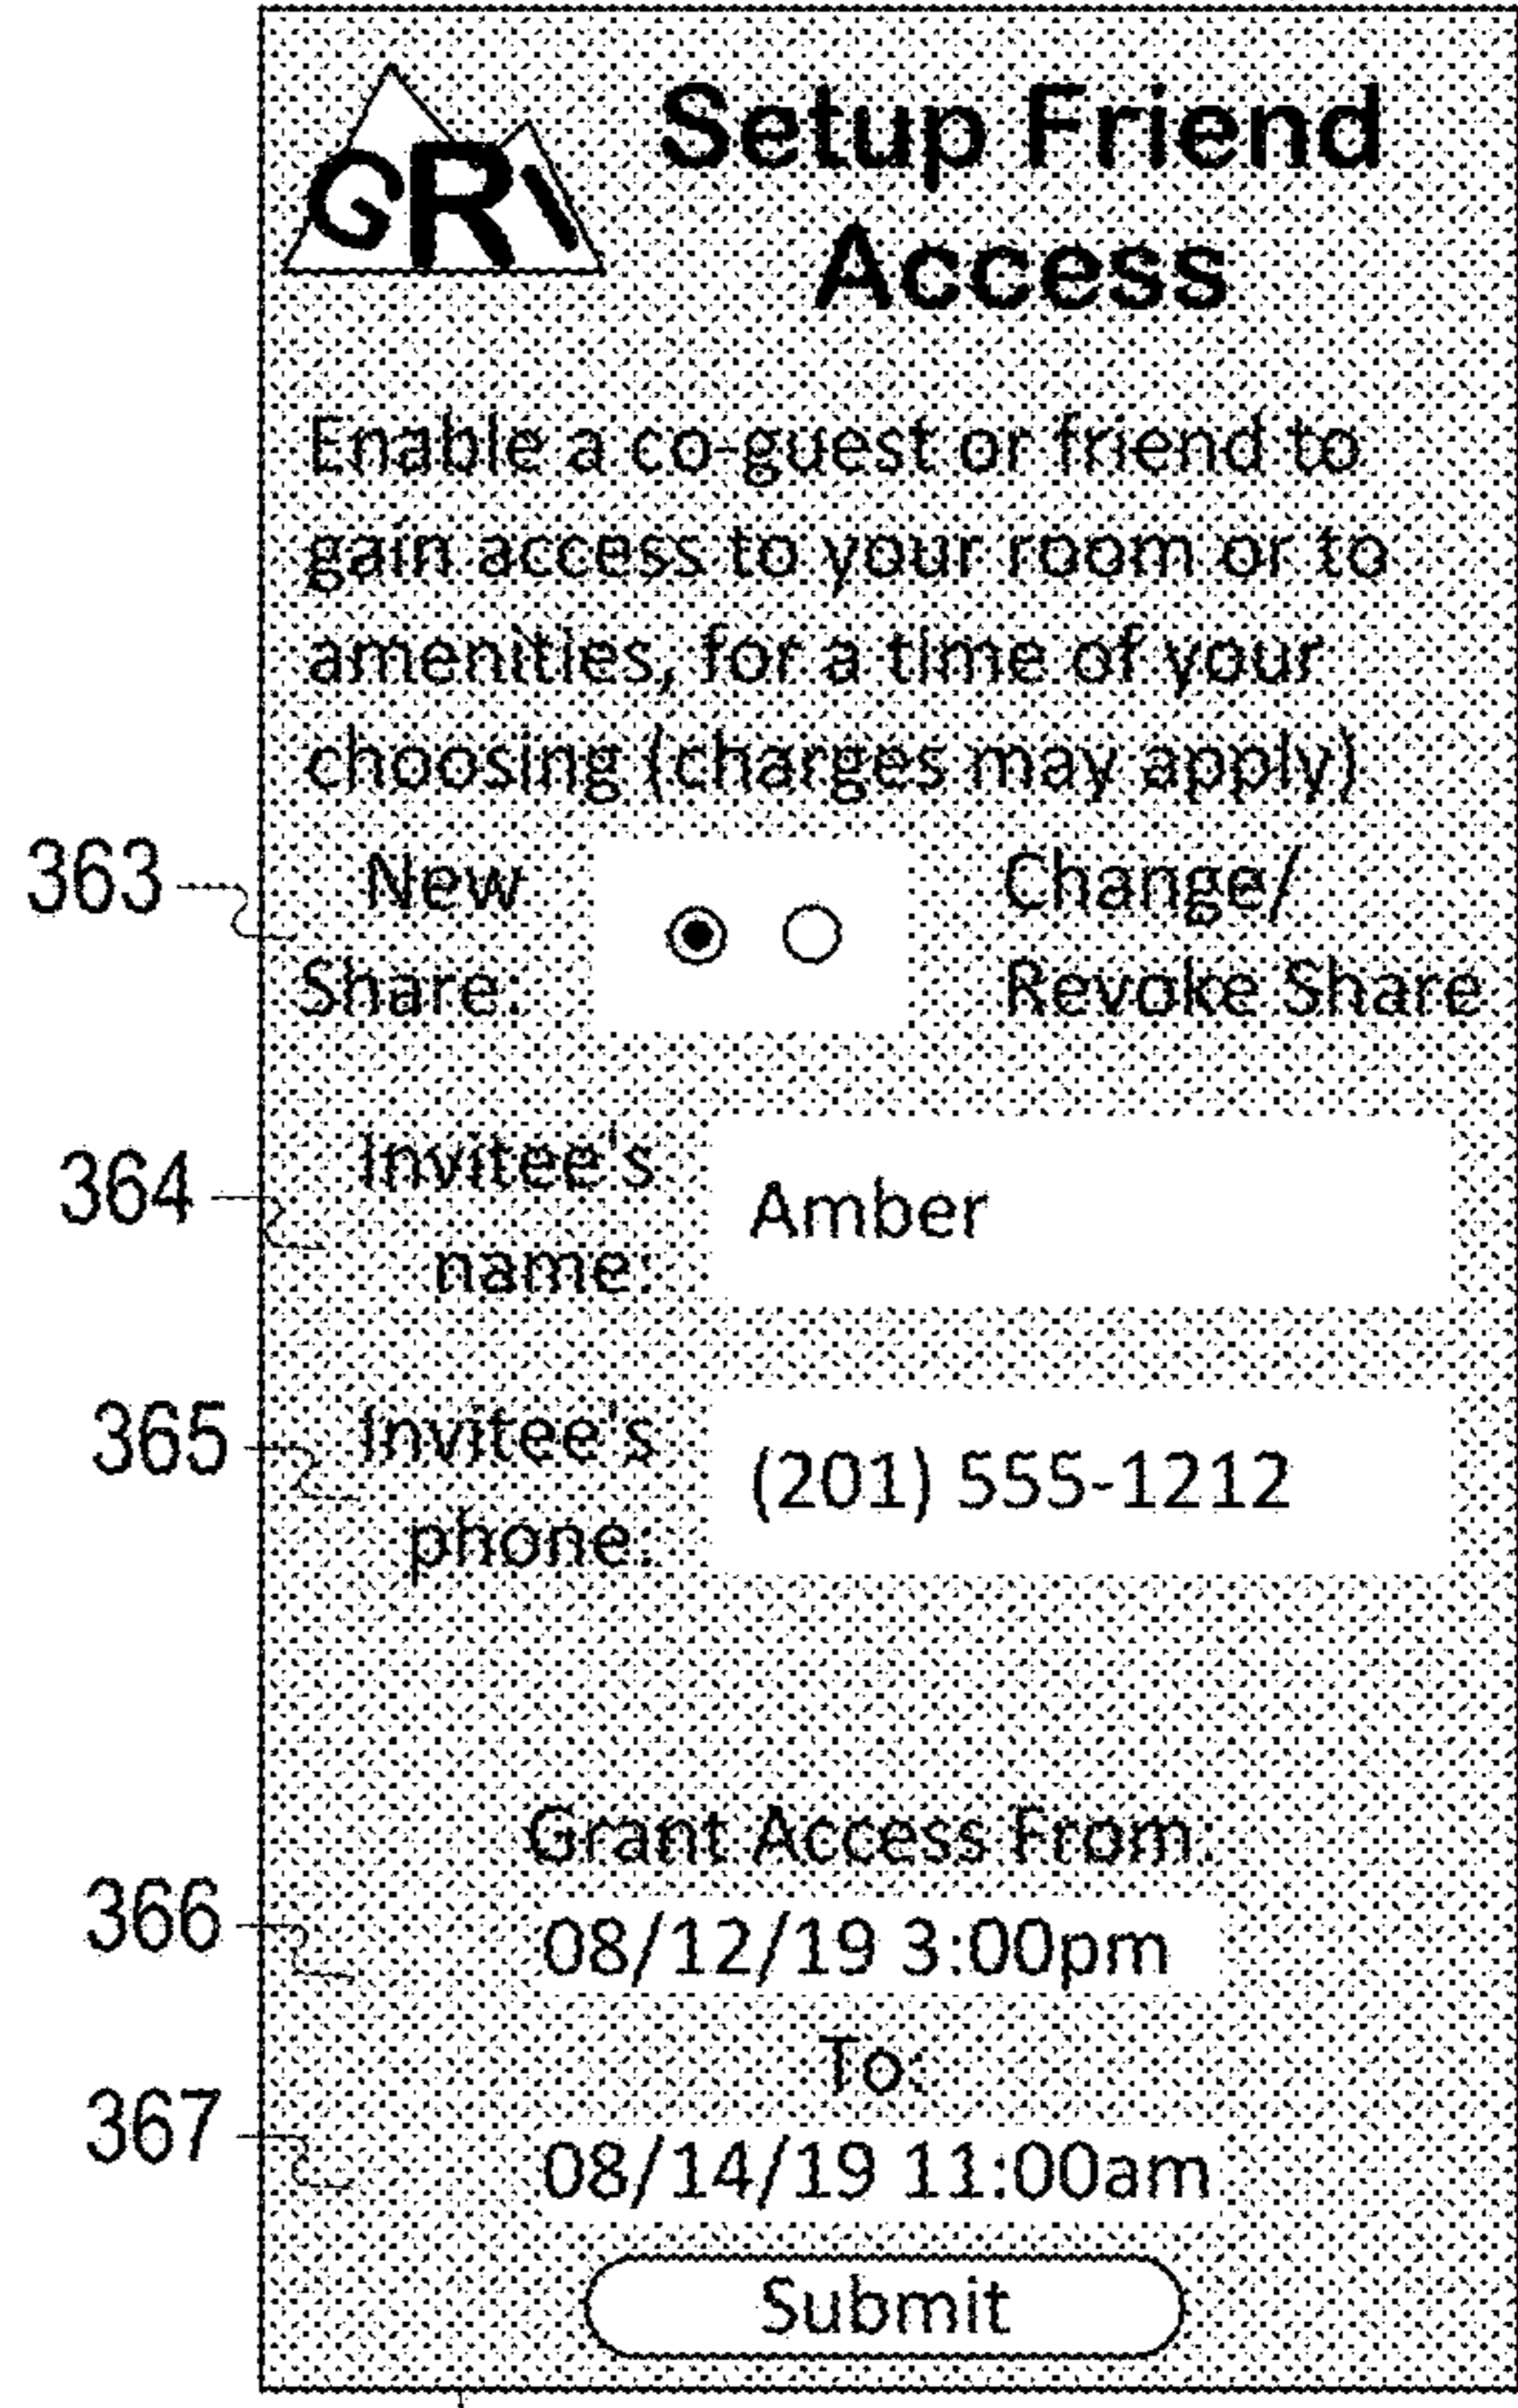 GRI
Setup Friend
Access
Enable a co-guest or friend to
gain access to your room or to
amenities, for a time of your
choosing (charges may apply)
363
New
Share:
Change/
Revoke Share
364
Invitee's
name:
Amber
365
Invitee's
phone:
(201) 555-1212
Grant Access From:
366
08/12/19 3:00pm
To:
367
08/14/19 11:00am
Submit